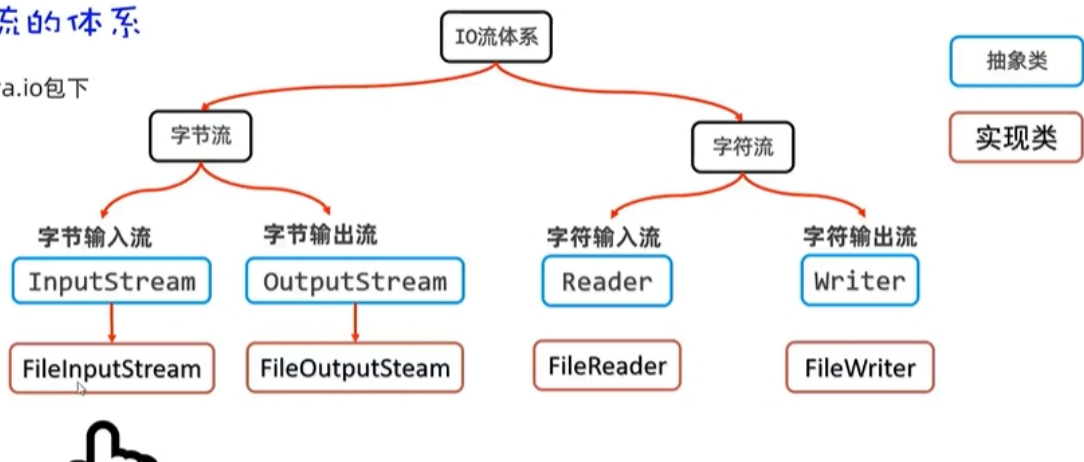 流的体系
IO流体系
抽象类
a.io包下
字节流
字符流
实现类
字节输入流
字节输出流
字符输入流
字符输出流
InputStream
OutputStream
Reader
Writer
FileInputStream
FileOutputSteam
FileReader
FileWriter